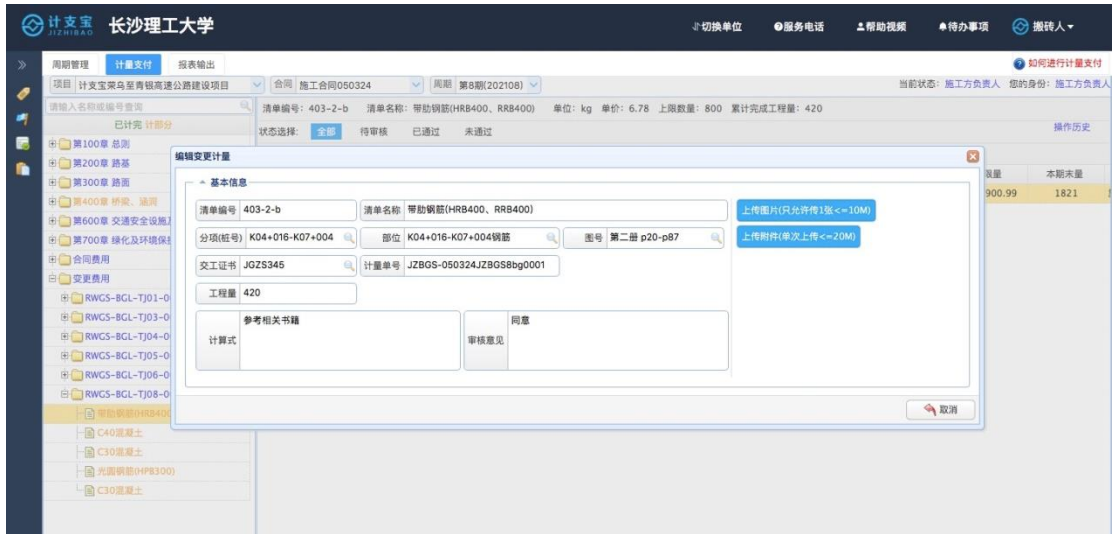 计支宝 JIZHIBAO 长沙理工大学 切换单位 服务电话 帮助视频 待办事项 搬砖人
周期管理 计量支付 报表输出 如何进行计量支付
项目 计支宝荣乌至青银高速公路建设项目 合同 施工合同050324 周期 第8期(202108) 当前状态: 施工方负责人 您的身份: 施工方负责人
请输入名称或编号查询 清单编号: 403-2-b 清单名称: 带肋钢筋(HRB400、RRB400) 单位: kg 单价: 6.78 上限数量: 800 累计完成工程量: 420
已计完 计部分 状态选择: 全部 待审核 已通过 未通过 操作历史
第100章 总则
第200章 路基
第300章 路面
第400章 桥梁、涵洞
第600章 交通安全设施
第700章 绿化及环境保
合同费用
变更费用
RWGS-BGL-TJ01-0
RWGS-BGL-TJ03-0
RWGS-BGL-TJ04-0
RWGS-BGL-TJ05-0
RWGS-BGL-TJ06-0
RWGS-BGL-TJ08-0
带肋钢筋(HRB400
C40混凝土
C30混凝土
光圆钢筋(HPB300)
C30混凝土
编辑变更计量
基本信息
清单编号 403-2-b 清单名称 带肋钢筋(HRB400、RRB400) 上传图片(只允许传1张<=10M)
分项(桩号) K04+016-K07+004 部位 K04+016-K07+004钢筋 图号 第二册 p20-p87 上传附件(单次上传<=20M)
交工证书 JGZS345 计量单号 JZBGS-050324JZBGS8bg0001
工程量 420
计算式 参考相关书籍 审核意见 同意
取消
限量 本期末量
900.99 1821